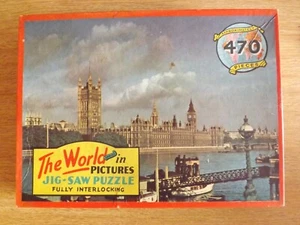 470
PIECES
The World in
PICTURES
JIG-SAW PUZZLE
FULLY INTERLOCKING